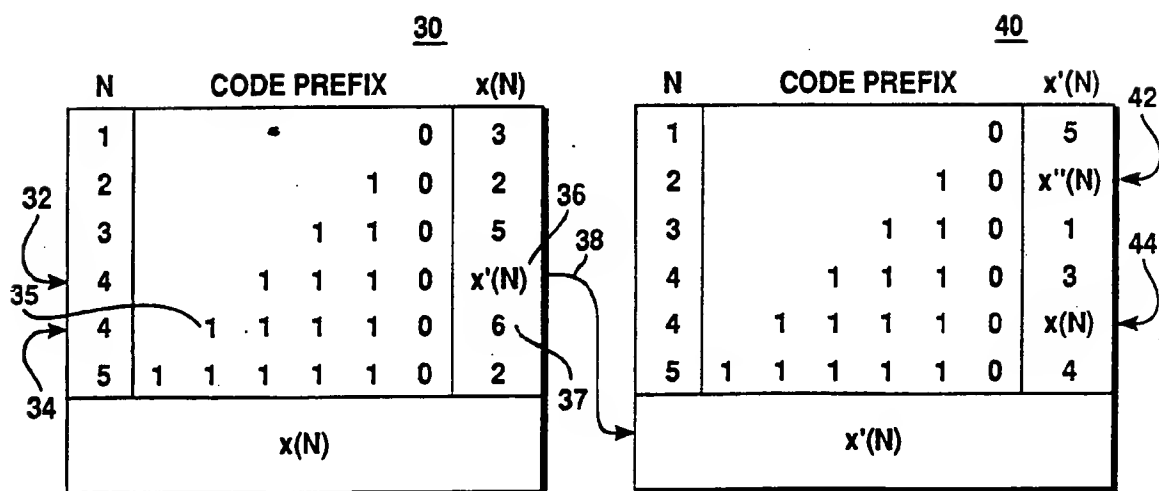 30
N CODE PREFIX x(N)
1 0 3
2 1 0 2
3 1 1 0 5
4 1 1 1 0 x'(N)
4 1 1 1 1 0 6
5 1 1 1 1 1 0 2
x(N)
32
35
34
36
38
37
40
N CODE PREFIX x'(N)
1 0 5
2 1 0 x''(N)
3 1 1 0 1
4 1 1 1 0 3
4 1 1 1 1 0 x(N)
5 1 1 1 1 1 0 4
x'(N)
42
44